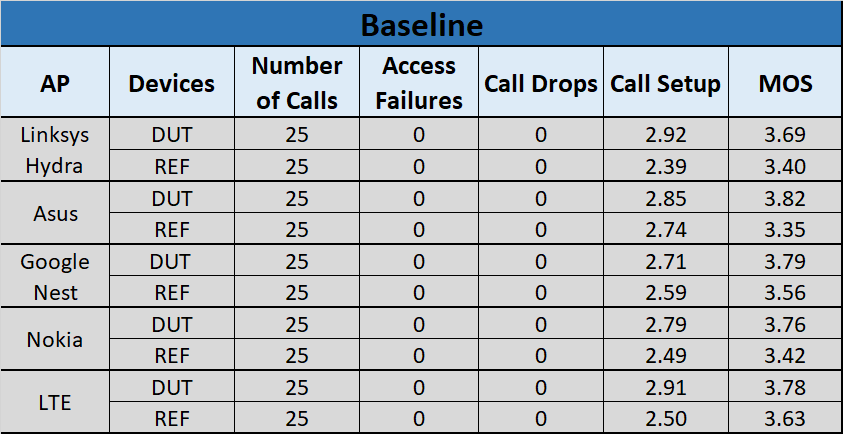 Baseline
AP Devices Number of Calls Access Failures Call Drops Call Setup MOS
Linksys Hydra DUT 25 0 0 2.92 3.69
REF 25 0 0 2.39 3.40
Asus DUT 25 0 0 2.85 3.82
REF 25 0 0 2.74 3.35
Google Nest DUT 25 0 0 2.71 3.79
REF 25 0 0 2.59 3.56
Nokia DUT 25 0 0 2.79 3.76
REF 25 0 0 2.49 3.42
LTE DUT 25 0 0 2.91 3.78
REF 25 0 0 2.50 3.63